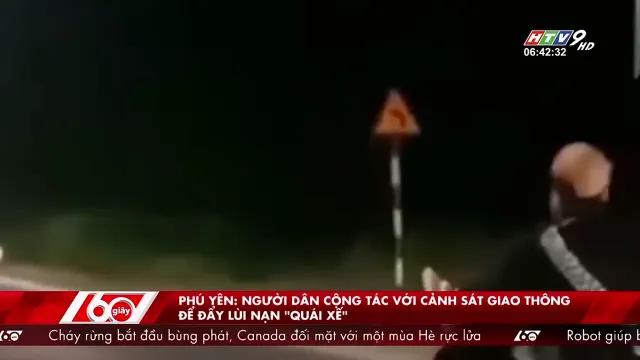 HTV9 HD
06:42:32
PHÚ YÊN: NGƯỜI DÂN CỘNG TÁC VỚI CẢNH SÁT GIAO THÔNG
ĐỂ ĐẨY LÙI NẠN "QUÁI XẾ"
60 giây
Cháy rừng bắt đầu bùng phát, Canada đối mặt với một mùa Hè rực lửa
60 giây
Robot giúp b